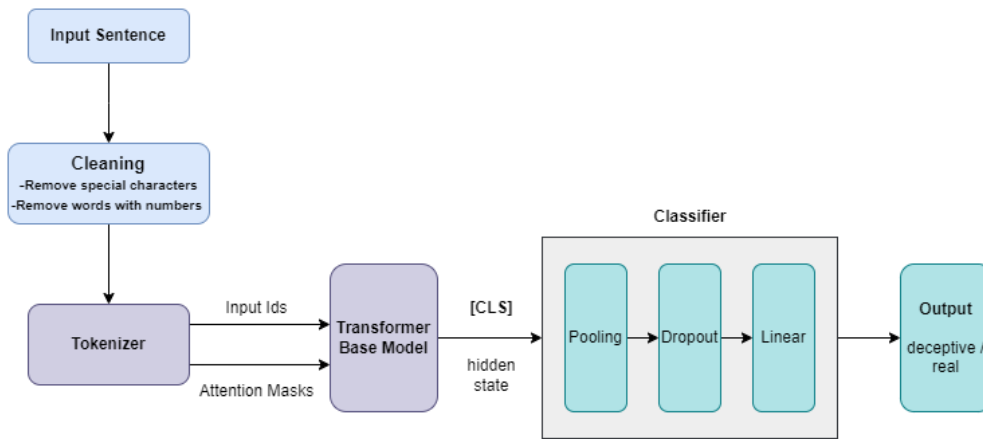 Input Sentence
Cleaning
-Remove special characters
-Remove words with numbers
Tokenizer
Input Ids
Attention Masks
Transformer
Base Model
[CLS]
hidden
state
Classifier
Pooling
Dropout
Linear
Output
deceptive /
real